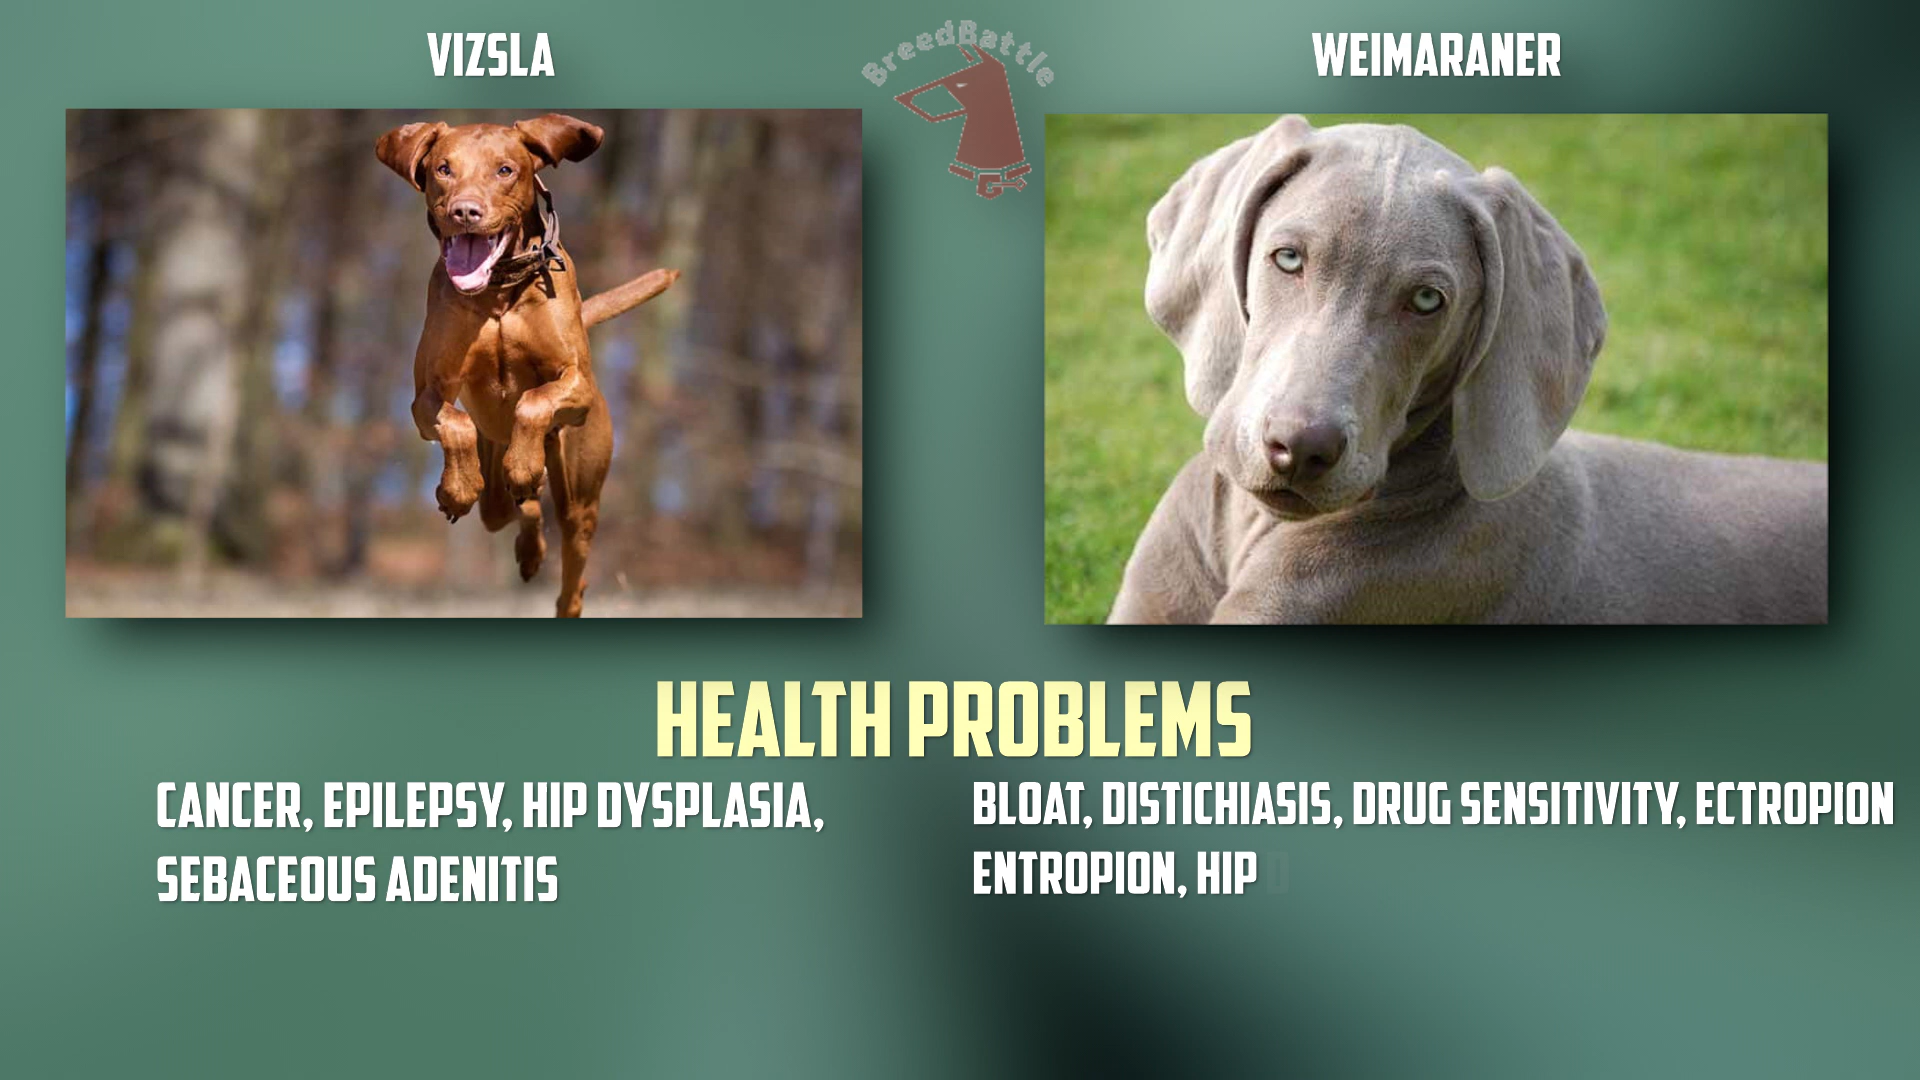 VIZSLA
BreedBattle
WEIMARANER
HEALTH PROBLEMS
CANCER, EPILEPSY, HIP DYSPLASIA,
SEBACEOUS ADENITIS
BLOAT, DISTICHIASIS, DRUG SENSITIVITY, ECTROPION
ENTROPION, HIP D